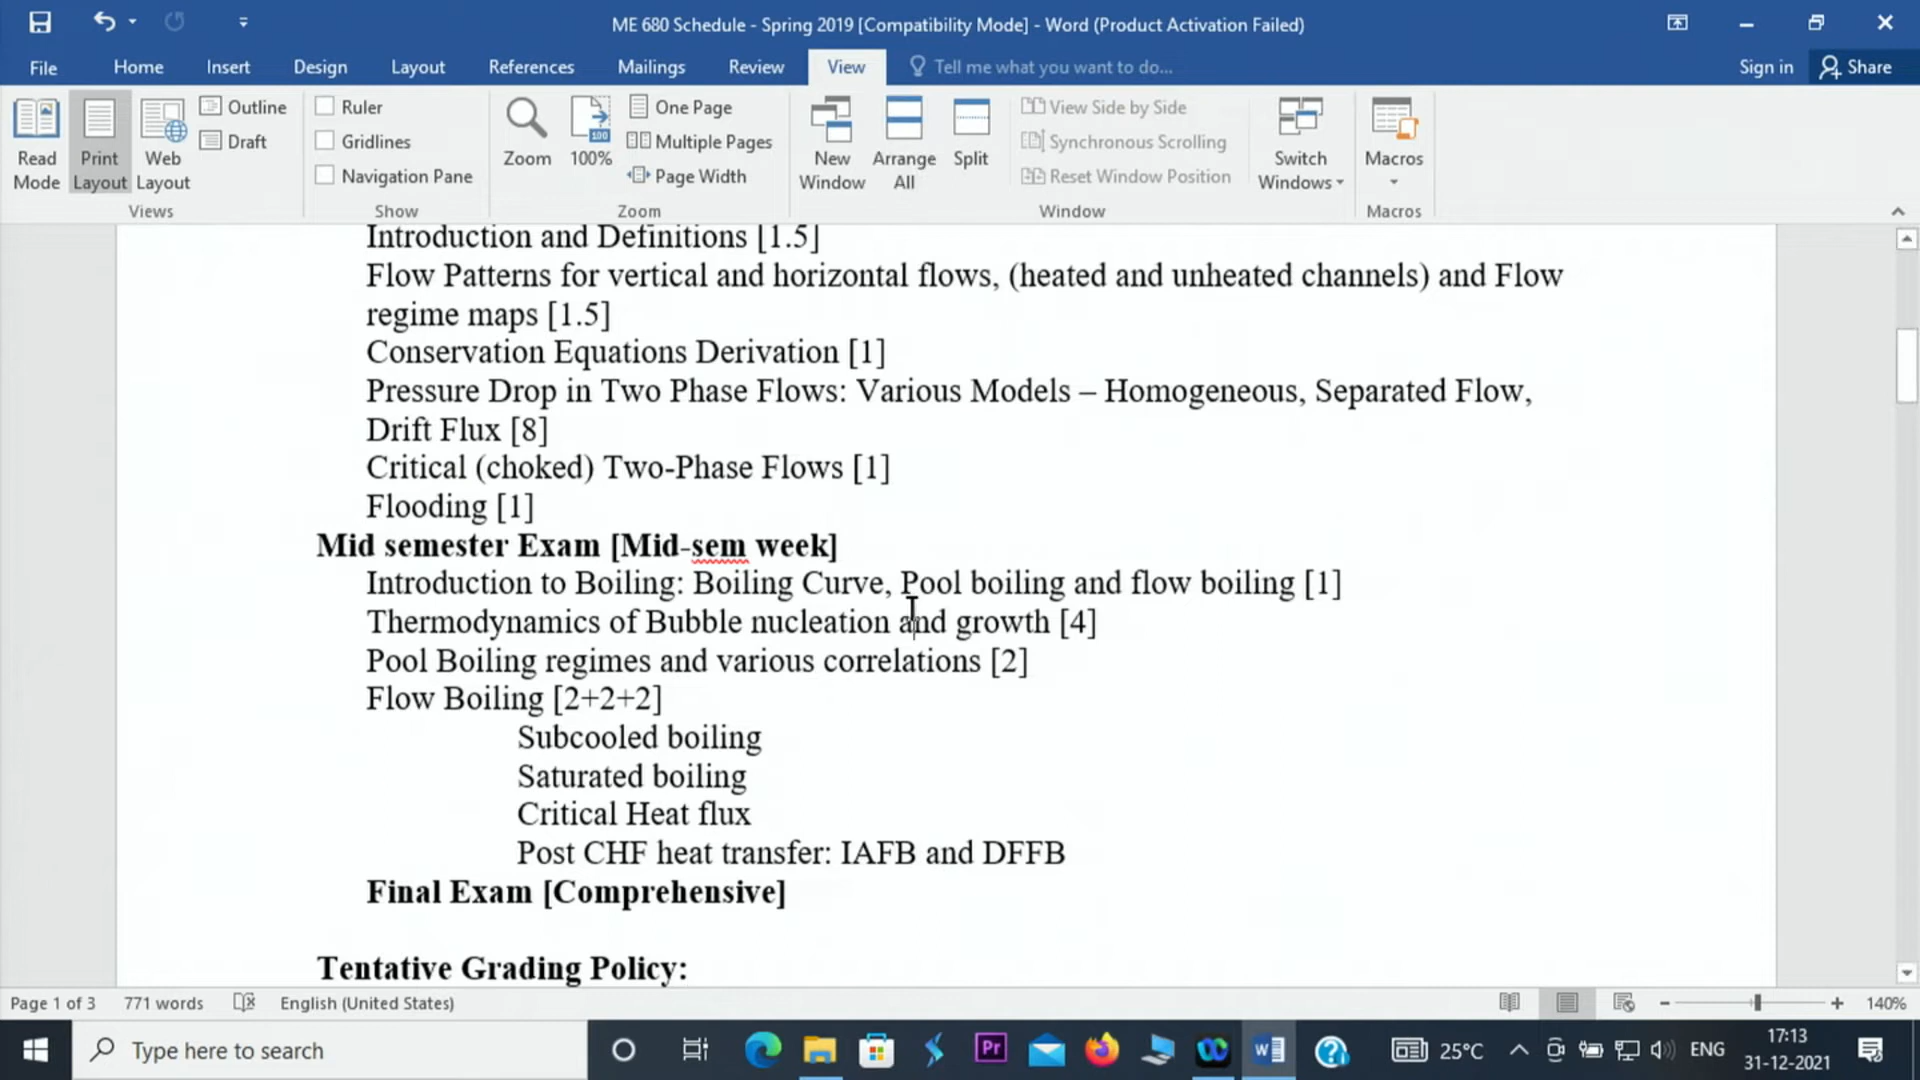 ME 680 Schedule - Spring 2019 [Compatibility Mode] - Word (Product Activation Failed)
File Home Insert Design Layout References Mailings Review View Tell me what you want to do... Sign in Share
Read Mode
Print Layout
Web Layout
Outline
Draft
Views
Ruler
Gridlines
Navigation Pane
Show
Zoom
100
100%
One Page
Multiple Pages
Page Width
Zoom
New Window
Arrange All
Split
View Side by Side
Synchronous Scrolling
Reset Window Position
Window
Switch Windows
Macros
Macros
Introduction and Definitions [1.5]
Flow Patterns for vertical and horizontal flows, (heated and unheated channels) and Flow
regime maps [1.5]
Conservation Equations Derivation [1]
Pressure Drop in Two Phase Flows: Various Models – Homogeneous, Separated Flow,
Drift Flux [8]
Critical (choked) Two-Phase Flows [1]
Flooding [1]
Mid semester Exam [Mid-sem week]
Introduction to Boiling: Boiling Curve, Pool boiling and flow boiling [1]
Thermodynamics of Bubble nucleation and growth [4]
Pool Boiling regimes and various correlations [2]
Flow Boiling [2+2+2]
Subcooled boiling
Saturated boiling
Critical Heat flux
Post CHF heat transfer: IAFB and DFFB
Final Exam [Comprehensive]
Tentative Grading Policy:
Page 1 of 3 771 words English (United States) 140%
Type here to search
Pr
25°C
ENG
17:13
31-12-2021